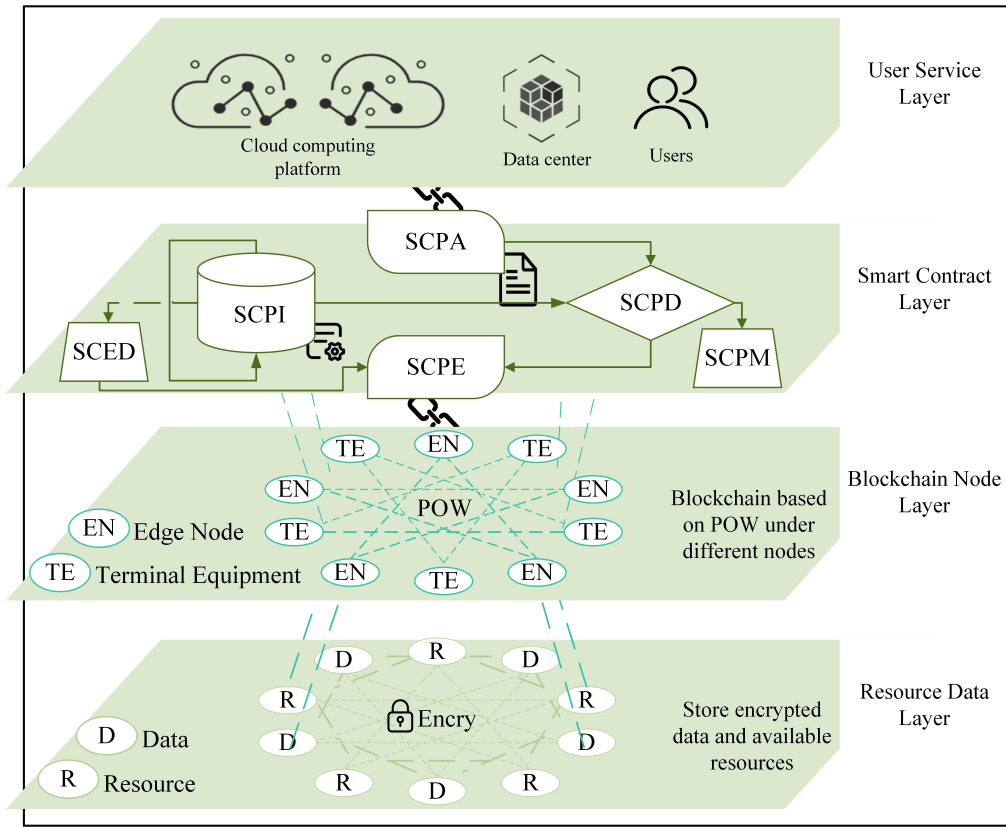 User Service
Layer
Cloud computing
platform
Data center
Users
Smart Contract
Layer
SCPA
SCPI
SCPD
SCED
SCPE
SCPM
Blockchain Node
Layer
TE
EN
TE
EN
EN
POW
TE
TE
EN
TE
EN
EN
Edge Node
TE
Terminal Equipment
Blockchain based
on POW under
different nodes
Resource Data
Layer
D
R
D
R
R
Encry
D
D
R
D
R
D
Data
R
Resource
Store encrypted
data and available
resources